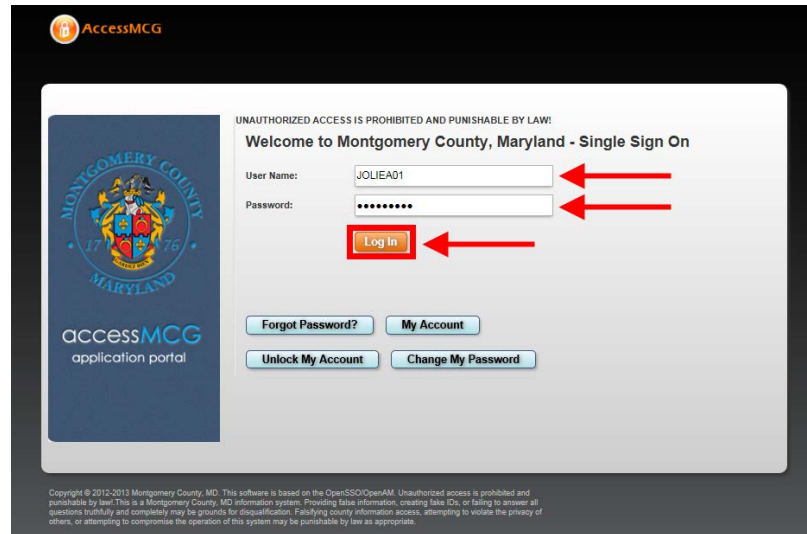 AccessMCG
UNAUTHORIZED ACCESS IS PROHIBITED AND PUNISHABLE BY LAW!
Welcome to Montgomery County, Maryland - Single Sign On
User Name: JOLIEA01
Password: •••••••••
Log In
Forgot Password? My Account
Unlock My Account Change My Password
MONTGOMERY COUNTY
17 76
MARYLAND
accessMCG
application portal
Copyright © 2012-2013 Montgomery County, MD. This software is based on the OpenSSO/OpenAM. Unauthorized access is prohibited and
punishable by law! This is a Montgomery County, MD information system. Providing false information, creating fake IDs, or failing to answer all
questions truthfully and completely may be grounds for disqualification. Falsifying county information access, attempting to violate the privacy of
others, or attempting to compromise the operation of this system may be punishable by law as appropriate.